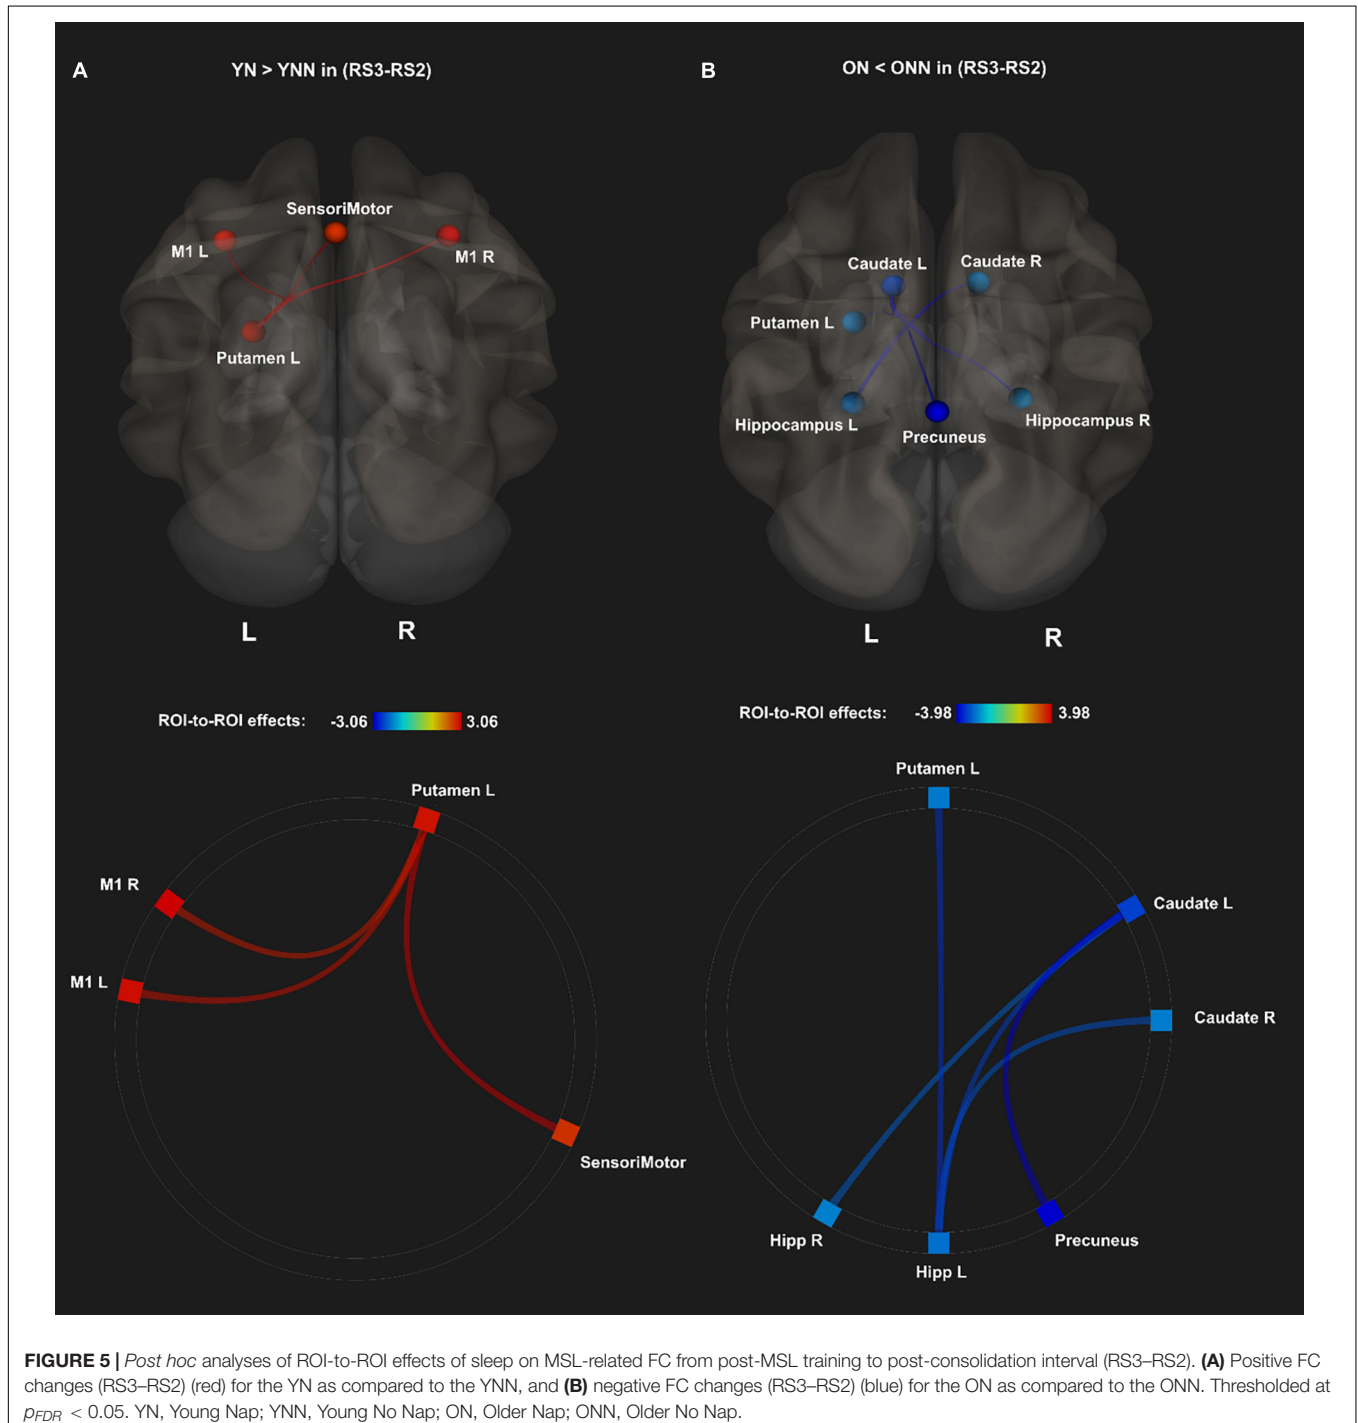 A
YN > YNN in (RS3-RS2)
SensoriMotor
M1 L
M1 R
Putamen L
L
R
ROI-to-ROI effects: -3.06 3.06
Putamen L
M1 R
M1 L
SensoriMotor
B
ON < ONN in (RS3-RS2)
Caudate L
Caudate R
Putamen L
Hippocampus L
Hippocampus R
Precuneus
L
R
ROI-to-ROI effects: -3.98 3.98
Putamen L
Caudate L
Caudate R
Hipp R
Precuneus
Hipp L
FIGURE 5 | Post hoc analyses of ROI-to-ROI effects of sleep on MSL-related FC from post-MSL training to post-consolidation interval (RS3–RS2). (A) Positive FC
changes (RS3–RS2) (red) for the YN as compared to the YNN, and (B) negative FC changes (RS3–RS2) (blue) for the ON as compared to the ONN. Thresholded at
pFDR < 0.05. YN, Young Nap; YNN, Young No Nap; ON, Older Nap; ONN, Older No Nap.